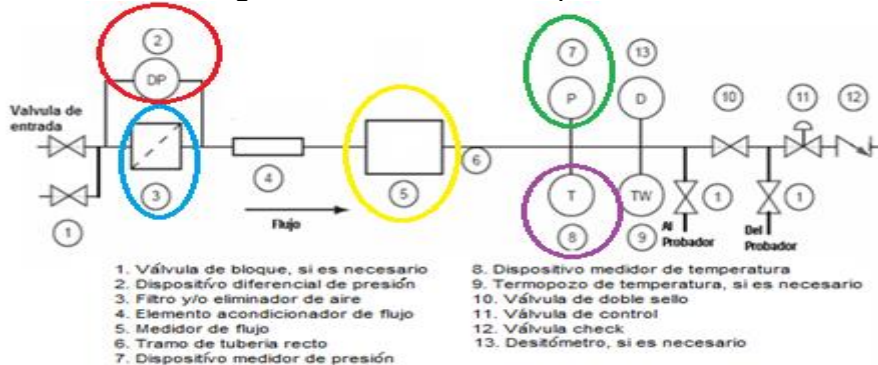 2
7
13
DP
P
D
10
11
12
Valvula de
entrada
3
4
5
6
T
TW
1
1
1
Flujo
8
9
Al
Probador
Del
Probador
1. Válvula de bloque, si es necesario
2. Dispositívo diferencial de presión
3. Filtro y/o eliminador de aire
4. Elemento acondicionador de flujo
5. Medidor de flujo
6. Tramo de tuberia recto
7. Dispositívo medidor de presión
8. Dispositivo medidor de temperatura
9. Termopozo de temperatura, si es necesario
10. Válvula de doble sello
11. Válvula de control
12. Válvula check
13. Desitómetro, si es necesario